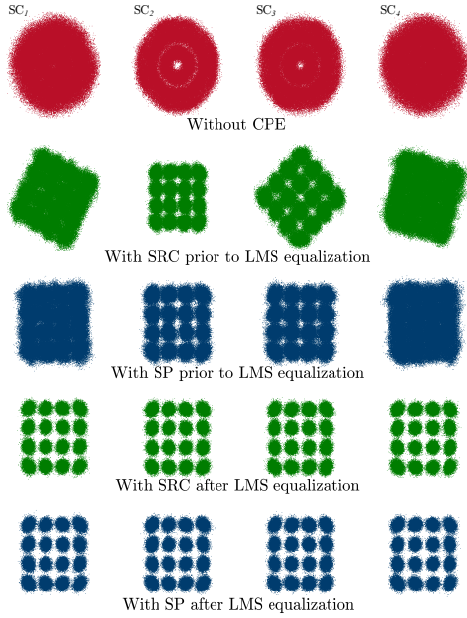 SC1 SC2 SC3 SC4
Without CPE
With SRC prior to LMS equalization
With SP prior to LMS equalization
With SRC after LMS equalization
With SP after LMS equalization